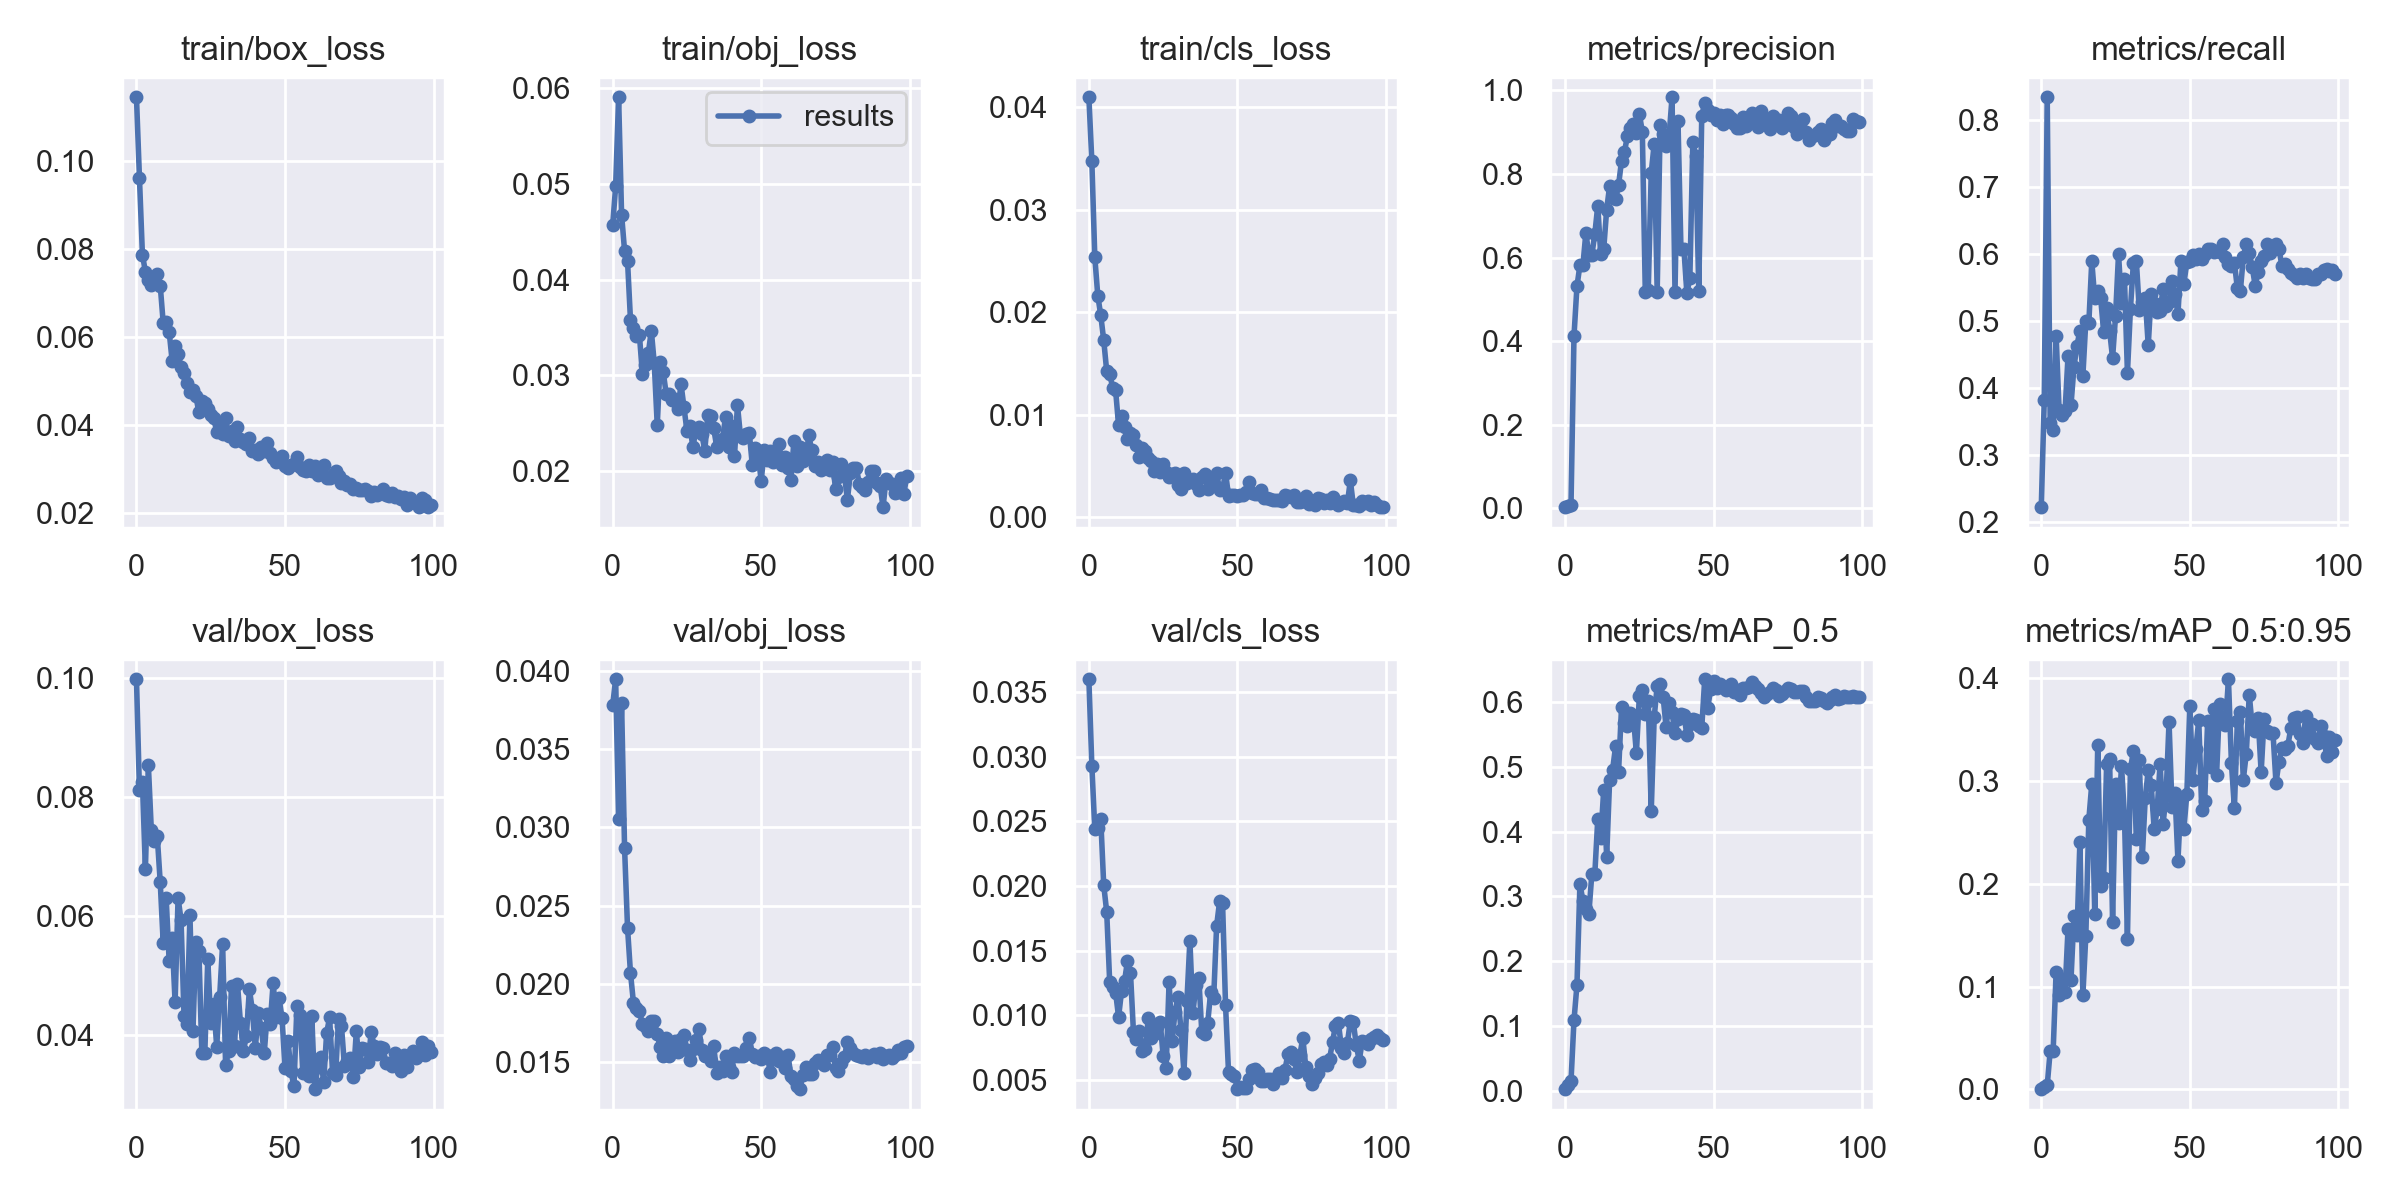 train/box_loss
0.10
0.08
0.06
0.04
0.02
0 50 100
train/obj_loss
results
0.06
0.05
0.04
0.03
0.02
0 50 100
train/cls_loss
0.04
0.03
0.02
0.01
0.00
0 50 100
metrics/precision
1.0
0.8
0.6
0.4
0.2
0.0
0 50 100
metrics/recall
0.8
0.7
0.6
0.5
0.4
0.3
0.2
0 50 100
val/box_loss
0.10
0.08
0.06
0.04
0 50 100
val/obj_loss
0.040
0.035
0.030
0.025
0.020
0.015
0 50 100
val/cls_loss
0.035
0.030
0.025
0.020
0.015
0.010
0.005
0 50 100
metrics/mAP_0.5
0.6
0.5
0.4
0.3
0.2
0.1
0.0
0 50 100
metrics/mAP_0.5:0.95
0.4
0.3
0.2
0.1
0.0
0 50 100